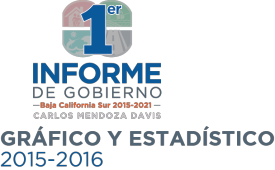 1er
INFORME
DE GOBIERNO
Baja California Sur 2015-2021
CARLOS MENDOZA DAVIS
GRÁFICO Y ESTADÍSTICO
2015-2016